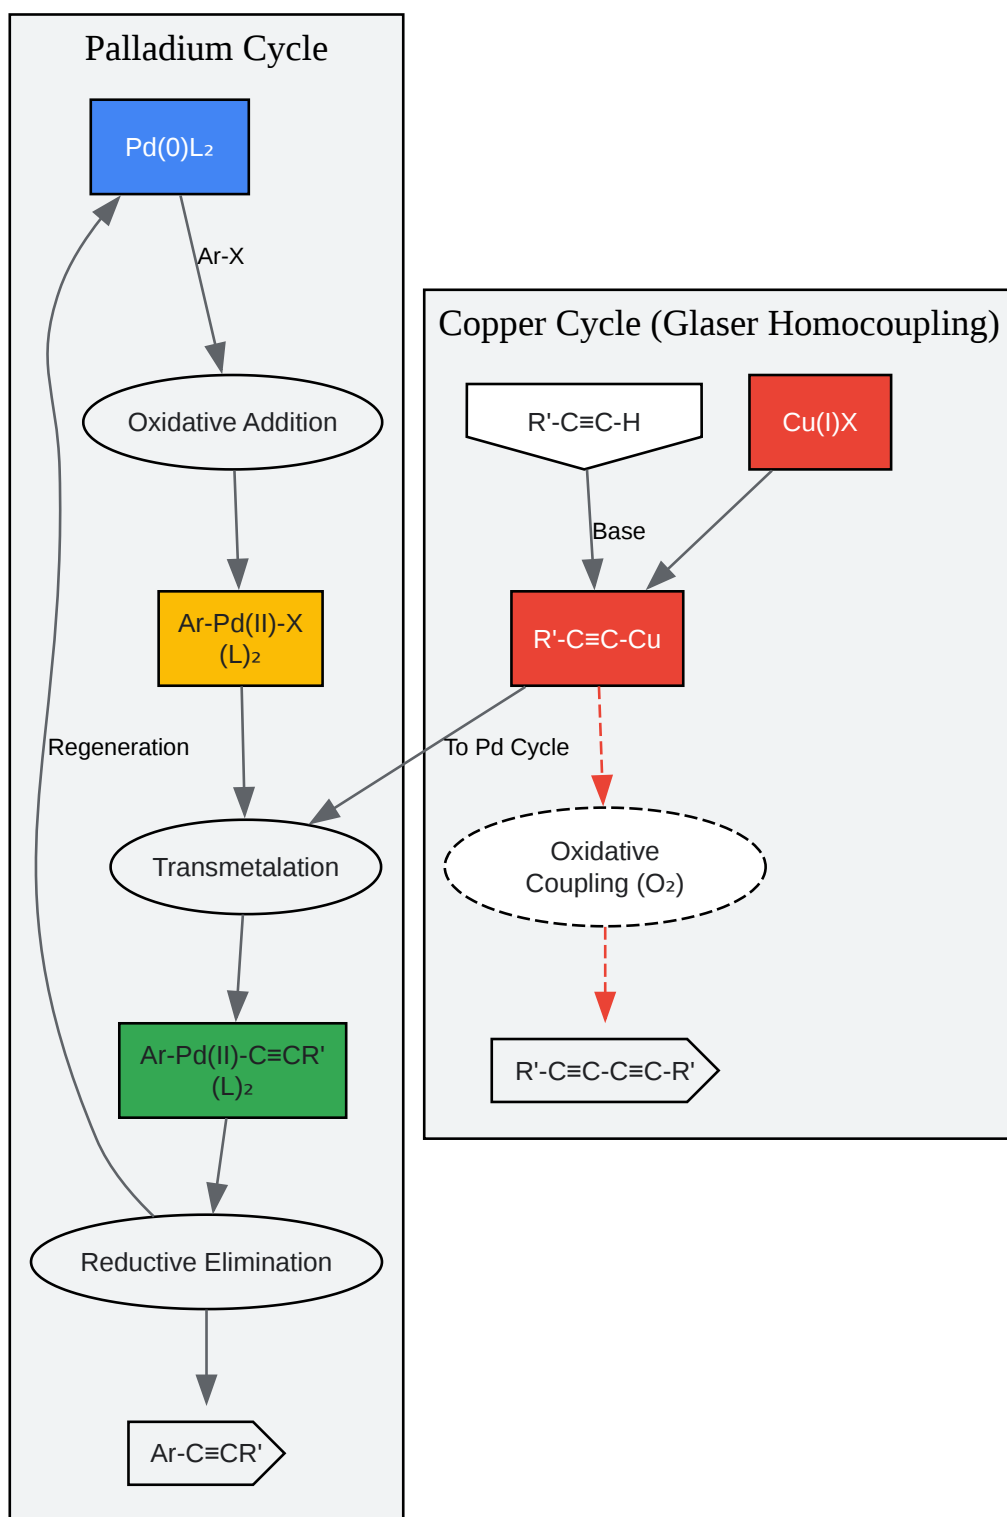 Palladium Cycle
Pd(0)L₂
Ar-X
Oxidative Addition
Ar-Pd(II)-X
(L)₂
Regeneration
Transmetalation
Ar-Pd(II)-C≡CR'
(L)₂
Reductive Elimination
Ar-C≡CR'
Copper Cycle (Glaser Homocoupling)
R'-C≡C-H
Cu(I)X
Base
R'-C≡C-Cu
To Pd Cycle
Oxidative
Coupling (O₂)
R'-C≡C-C≡C-R'